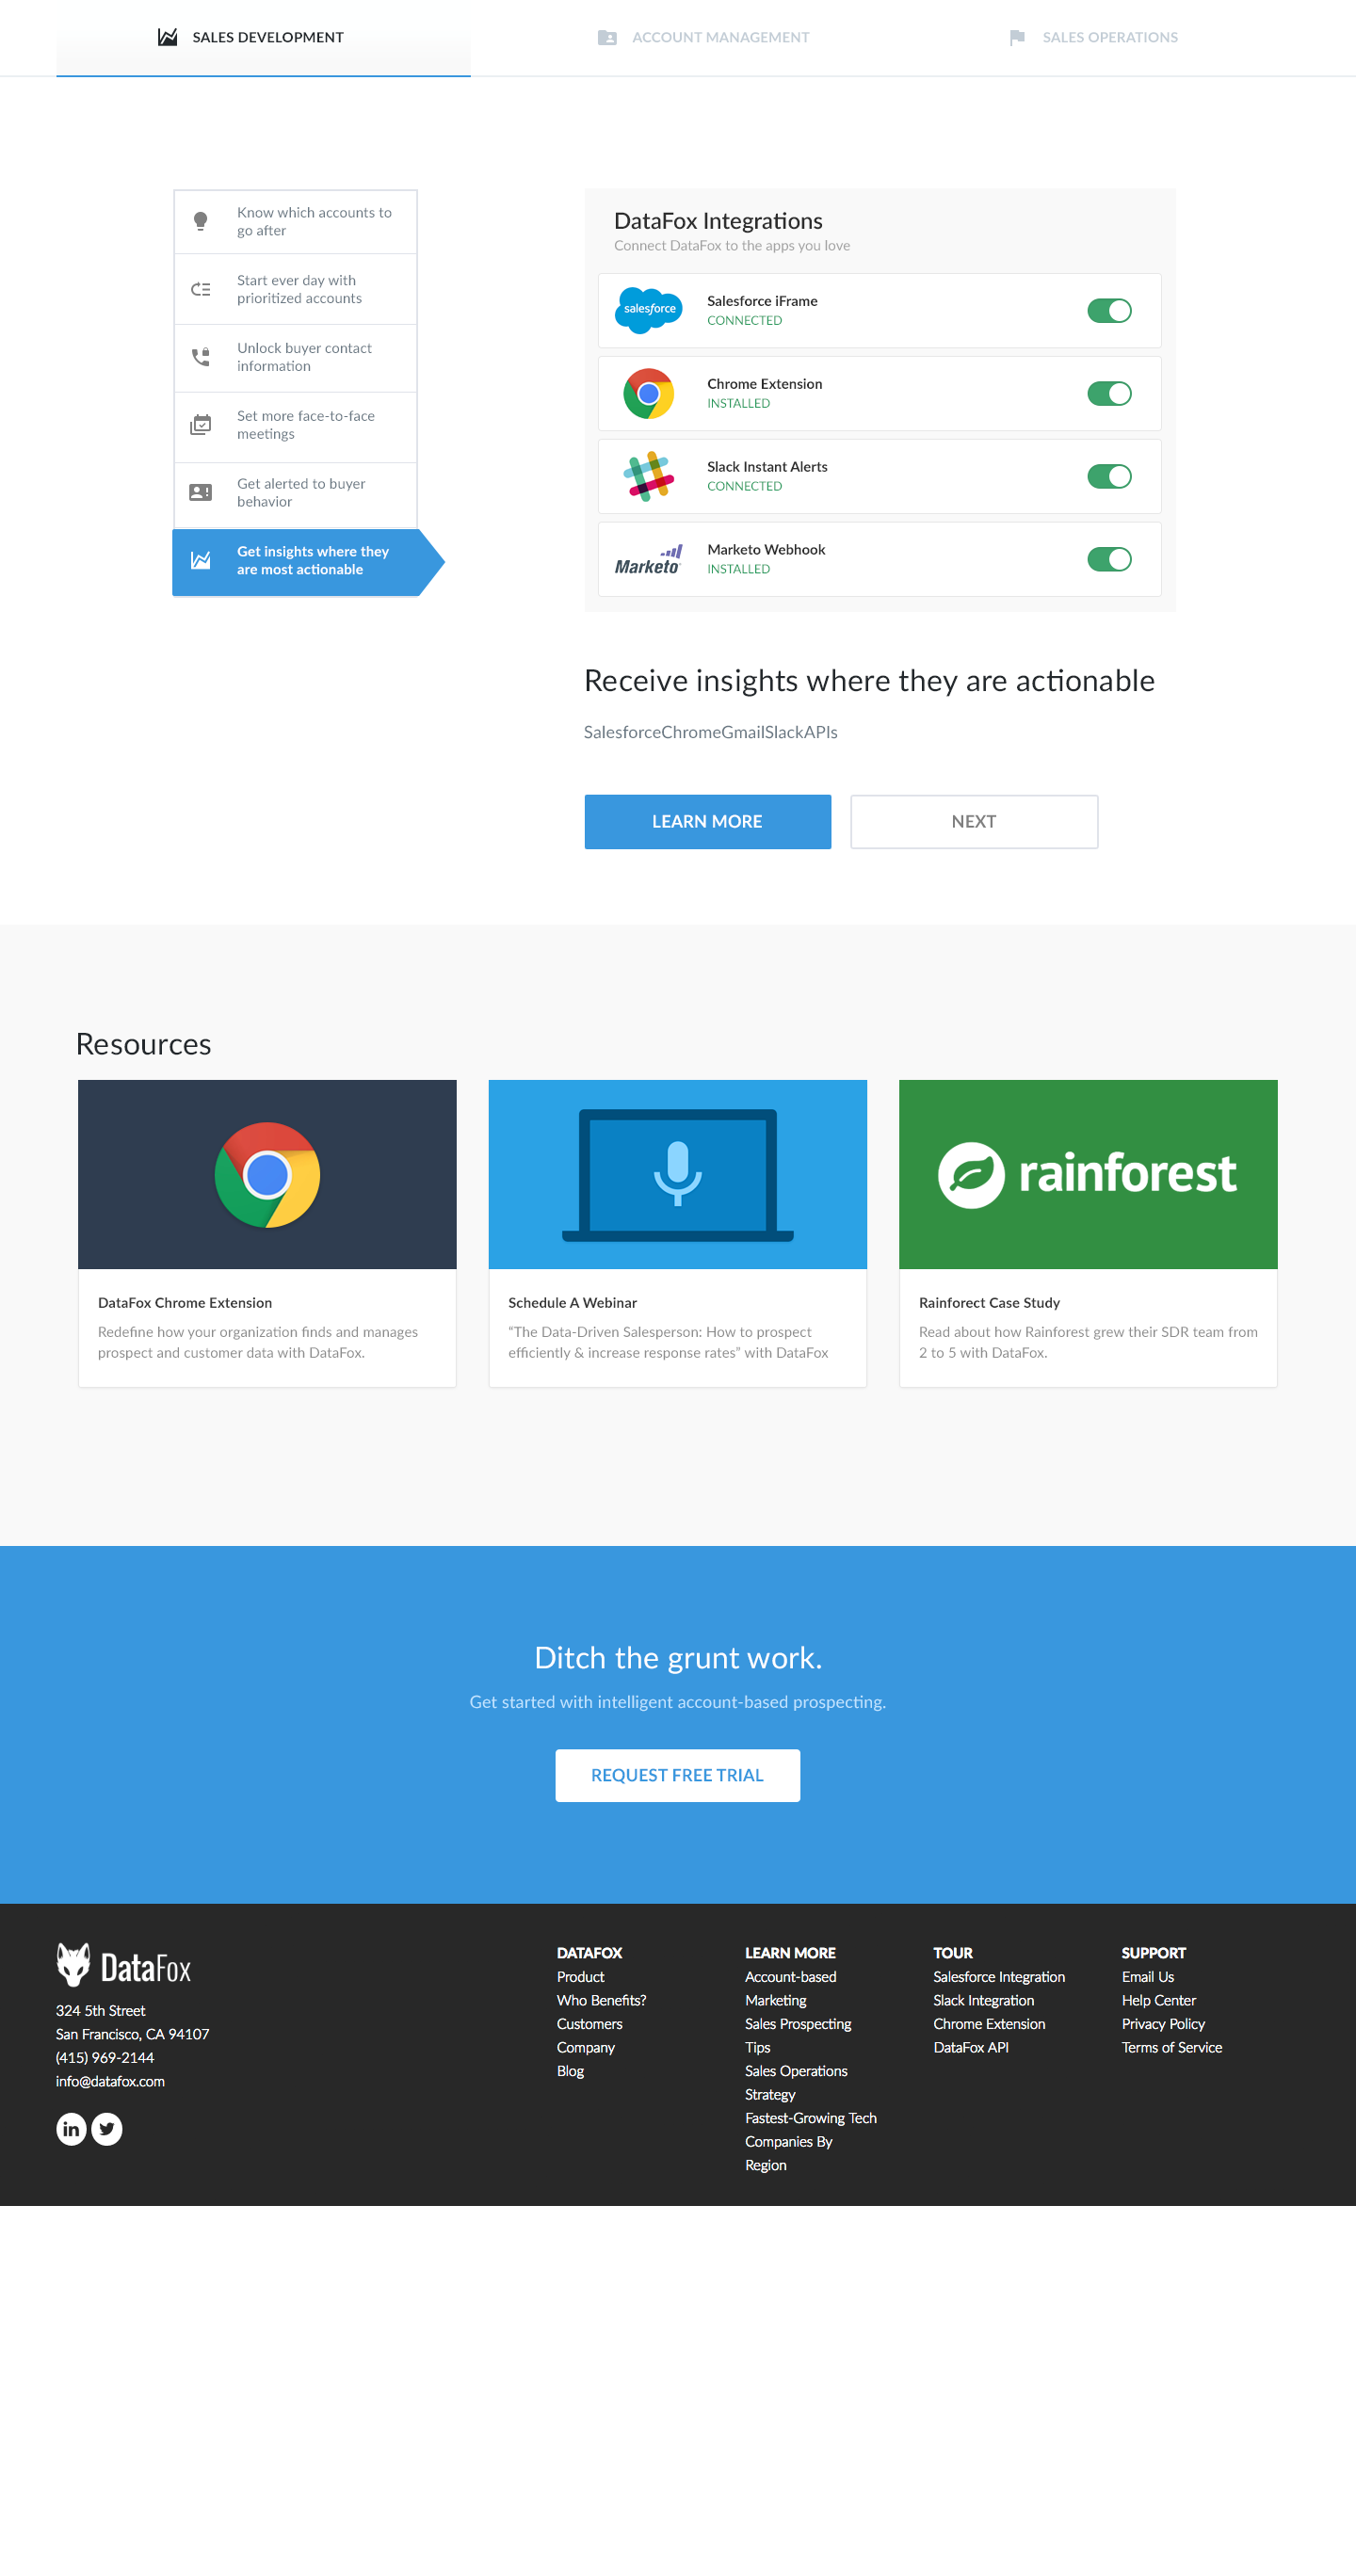 SALES DEVELOPMENT
ACCOUNT MANAGEMENT
SALES OPERATIONS
Know which accounts to
go after
Start ever day with
prioritized accounts
Unlock buyer contact
information
Set more face-to-face
meetings
Get alerted to buyer
behavior
Get insights where they
are most actionable
DataFox Integrations
Connect DataFox to the apps you love
salesforce
Salesforce iFrame
CONNECTED
Chrome Extension
INSTALLED
Slack Instant Alerts
CONNECTED
Marketo
Marketo Webhook
INSTALLED
Receive insights where they are actionable
SalesforceChromeGmailSlackAPIs
LEARN MORE
NEXT
Resources
rainforest
DataFox Chrome Extension
Redefine how your organization finds and manages
prospect and customer data with DataFox.
Schedule A Webinar
“The Data-Driven Salesperson: How to prospect
efficiently & increase response rates” with DataFox
Rainforect Case Study
Read about how Rainforest grew their SDR team from
2 to 5 with DataFox.
Ditch the grunt work.
Get started with intelligent account-based prospecting.
REQUEST FREE TRIAL
DataFox
324 5th Street
San Francisco, CA 94107
(415) 969-2144
info@datafox.com
in
DATAFOX
Product
Who Benefits?
Customers
Company
Blog
LEARN MORE
Account-based
Marketing
Sales Prospecting
Tips
Sales Operations
Strategy
Fastest-Growing Tech
Companies By
Region
TOUR
Salesforce Integration
Slack Integration
Chrome Extension
DataFox API
SUPPORT
Email Us
Help Center
Privacy Policy
Terms of Service